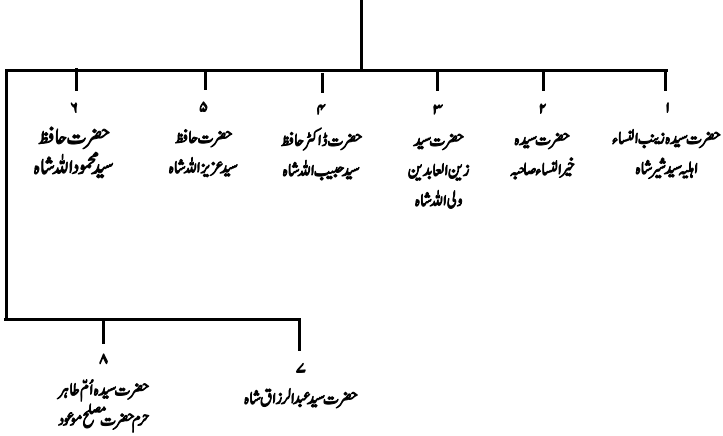 ۱
حضرت سیدہ زینب النساء
اہلیہ سید شیر شاہ
۲
حضرت سیدہ
خیر النساء صاحبہ
۳
حضرت سید
زین العابدین
ولی اللہ شاہ
۴
حضرت ڈاکٹر حافظ
سید حبیب اللہ شاہ
۵
حضرت حافظ
سید عزیز اللہ شاہ
۶
حضرت حافظ
سید محمود اللہ شاہ
۷
حضرت سید عبد الرزاق شاہ
۸
حضرت سیدہ اُمّ طاہر
حرم حضرت مصلح موعود